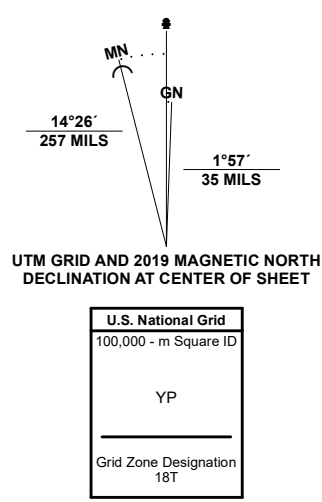 MN
GN
14°26´
257 MILS
1°57´
35 MILS
UTM GRID AND 2019 MAGNETIC NORTH
DECLINATION AT CENTER OF SHEET
U.S. National Grid
100,000 - m Square ID
YP
Grid Zone Designation
18T